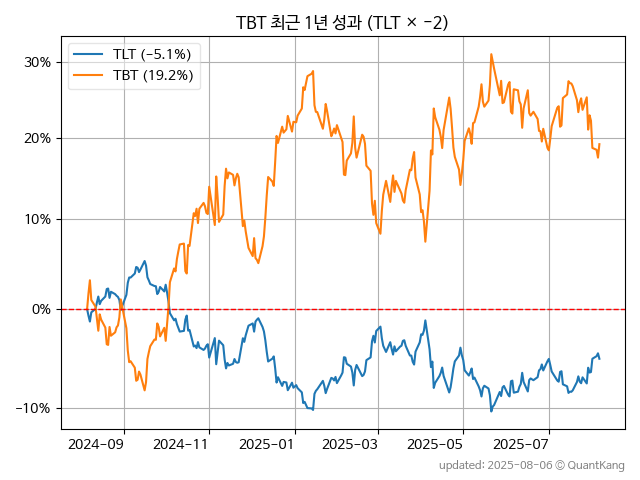 TBT 최근 1년 성과 (TLT × −2)
TLT (−5.1%)
TBT (19.2%)
30%
20%
10%
0%
−10%
2024-09
2024-11
2025-01
2025-03
2025-05
2025-07
updated: 2025-08-06 © QuantKang